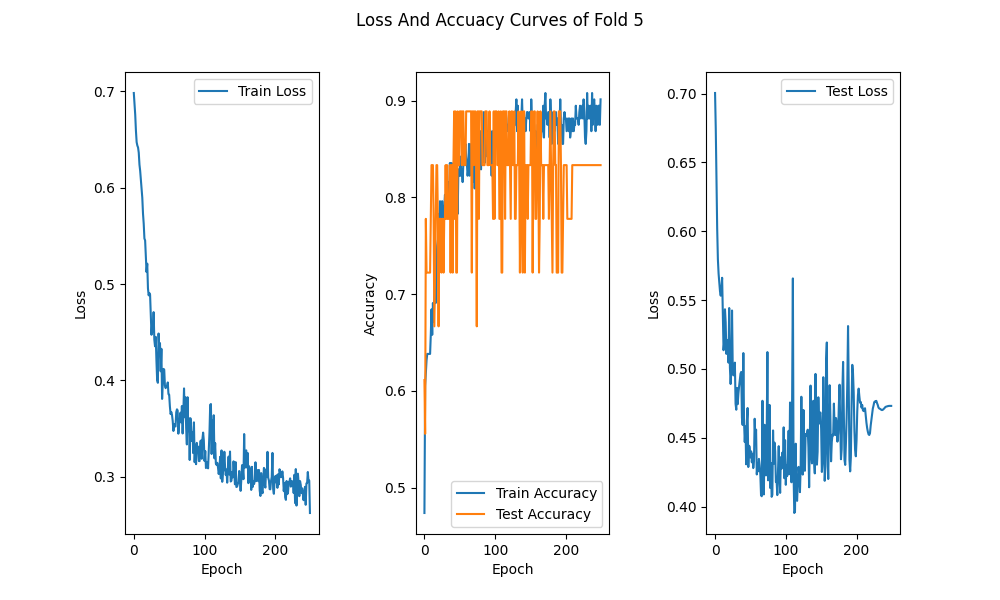 Loss And Accuacy Curves of Fold 5
Loss
0.7
0.6
0.5
0.4
0.3
0 100 200
Epoch
Train Loss
Accuracy
0.9
0.8
0.7
0.6
0.5
0 100 200
Epoch
Train Accuracy
Test Accuracy
Loss
0.70
0.65
0.60
0.55
0.50
0.45
0.40
0 100 200
Epoch
Test Loss